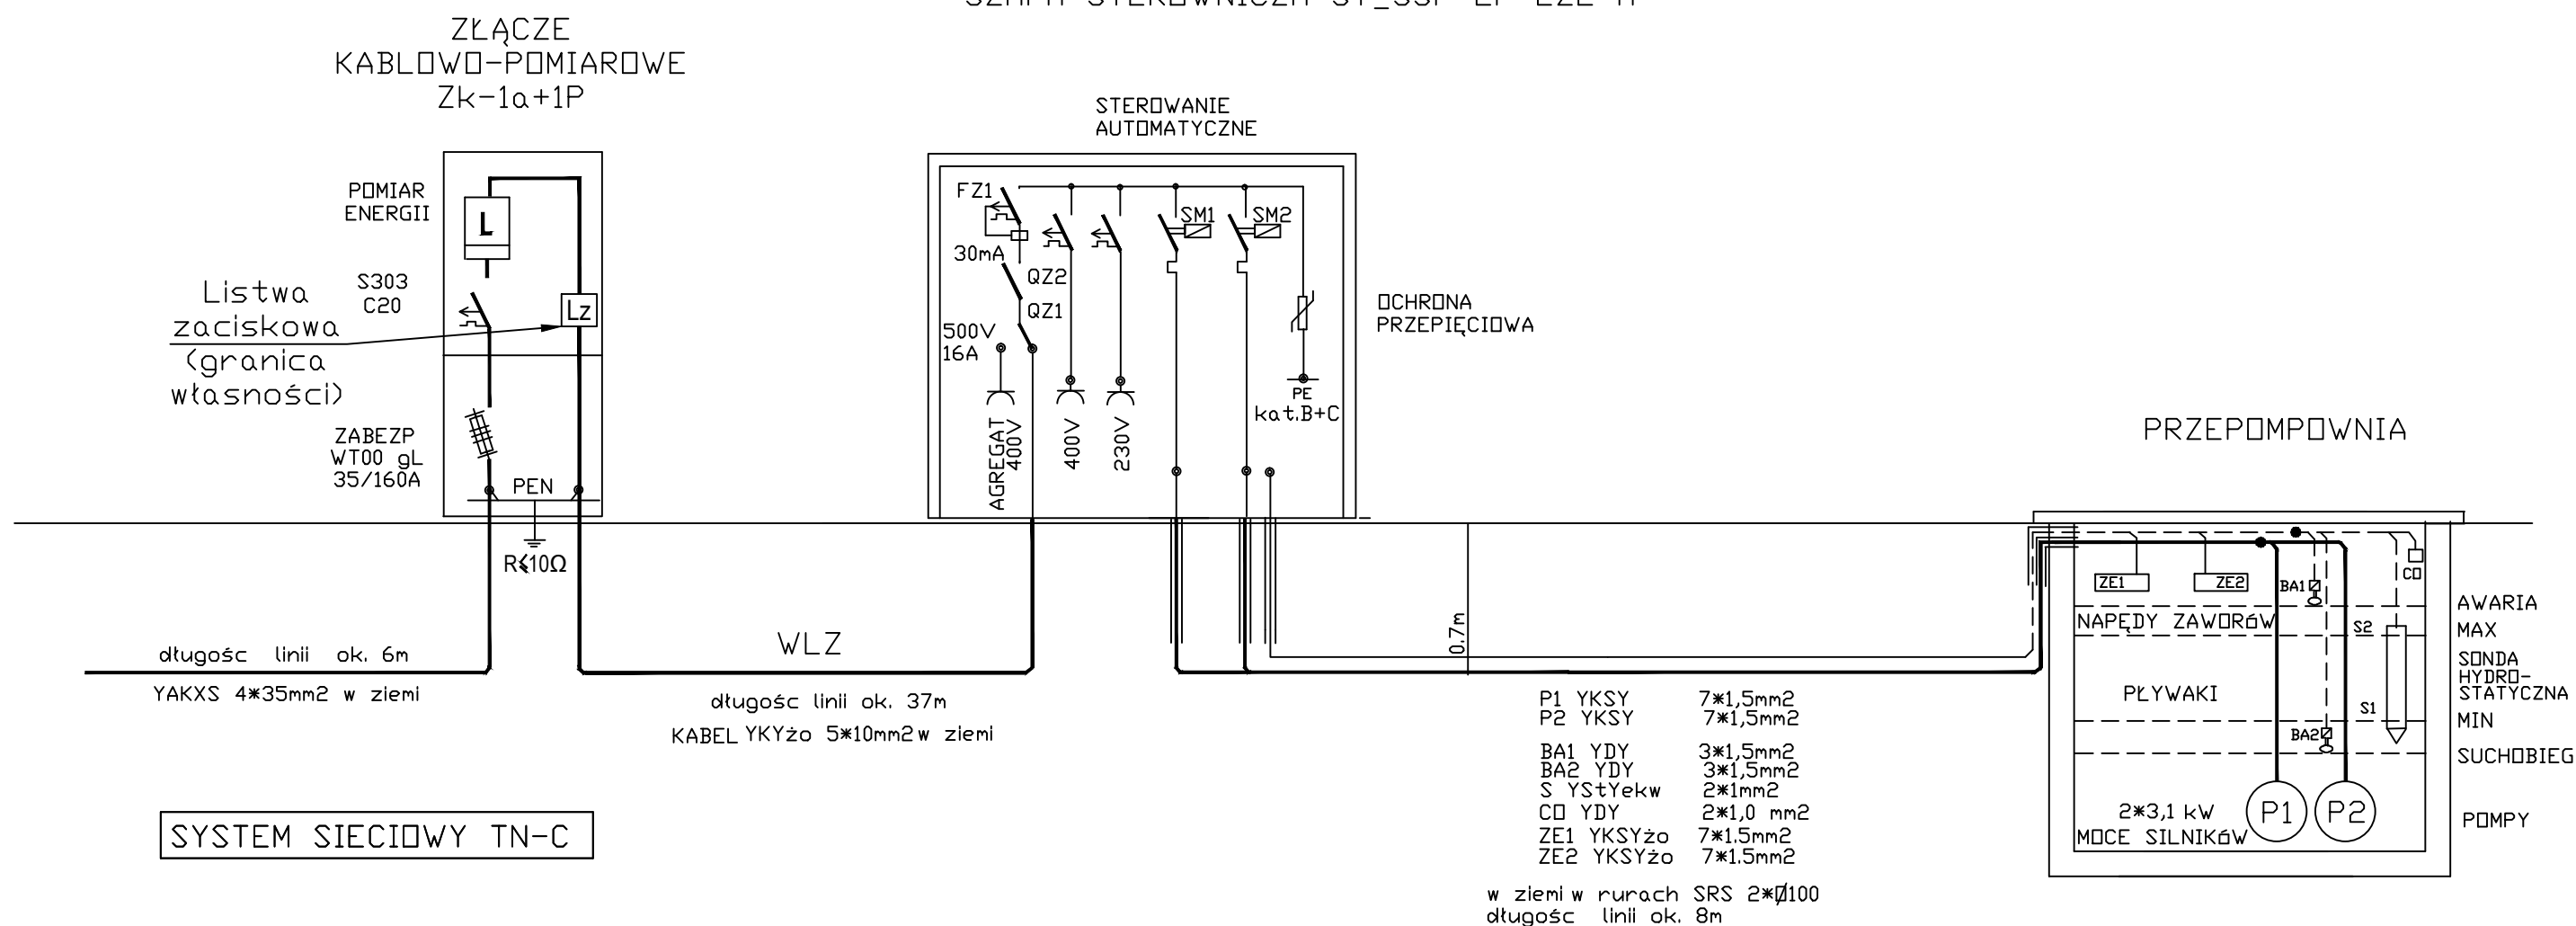 ZŁĄCZE
KABLOWO-POMIAROWE
Zk-1a+1P
POMIAR
ENERGII
L
S303
C20
Lz
Listwa
zaciskowa
(granica
własności)
ZABEZP
WT00 gL
35/160A
PEN
R≤10Ω
długośc linii ok. 6m
YAKXS 4*35mm2 w ziemi
WLZ
długośc linii ok. 37m
KABEL YKYżo 5*10mm2 w ziemi
SYSTEM SIECIOWY TN-C
STEROWANIE
AUTOMATYCZNE
FZ1
SM1
SM2
30mA
QZ2
QZ1
500V
16A
AGREGAT
400V
400V
230V
PE
kat.B+C
OCHRONA
PRZEPIĘCIOWA
0.7m
P1 YKSY 7*1,5mm2
P2 YKSY 7*1,5mm2
BA1 YDY 3*1,5mm2
BA2 YDY 3*1,5mm2
S YStYekw 2*1mm2
CO YDY 2*1,0 mm2
ZE1 YKSYżo 7*1.5mm2
ZE2 YKSYżo 7*1.5mm2
w ziemi w rurach SRS 2*Ø100
długośc linii ok. 8m
PRZEPOMPOWNIA
ZE1
ZE2
BA1
CO
AWARIA
NAPĘDY ZAWORóW
S2
MAX
SONDA
HYDRO-
STATYCZNA
PŁYWAKI
S1
MIN
BA2
SUCHOBIEG
2*3,1 kW
MOCE SILNIKóW
P1
P2
POMPY